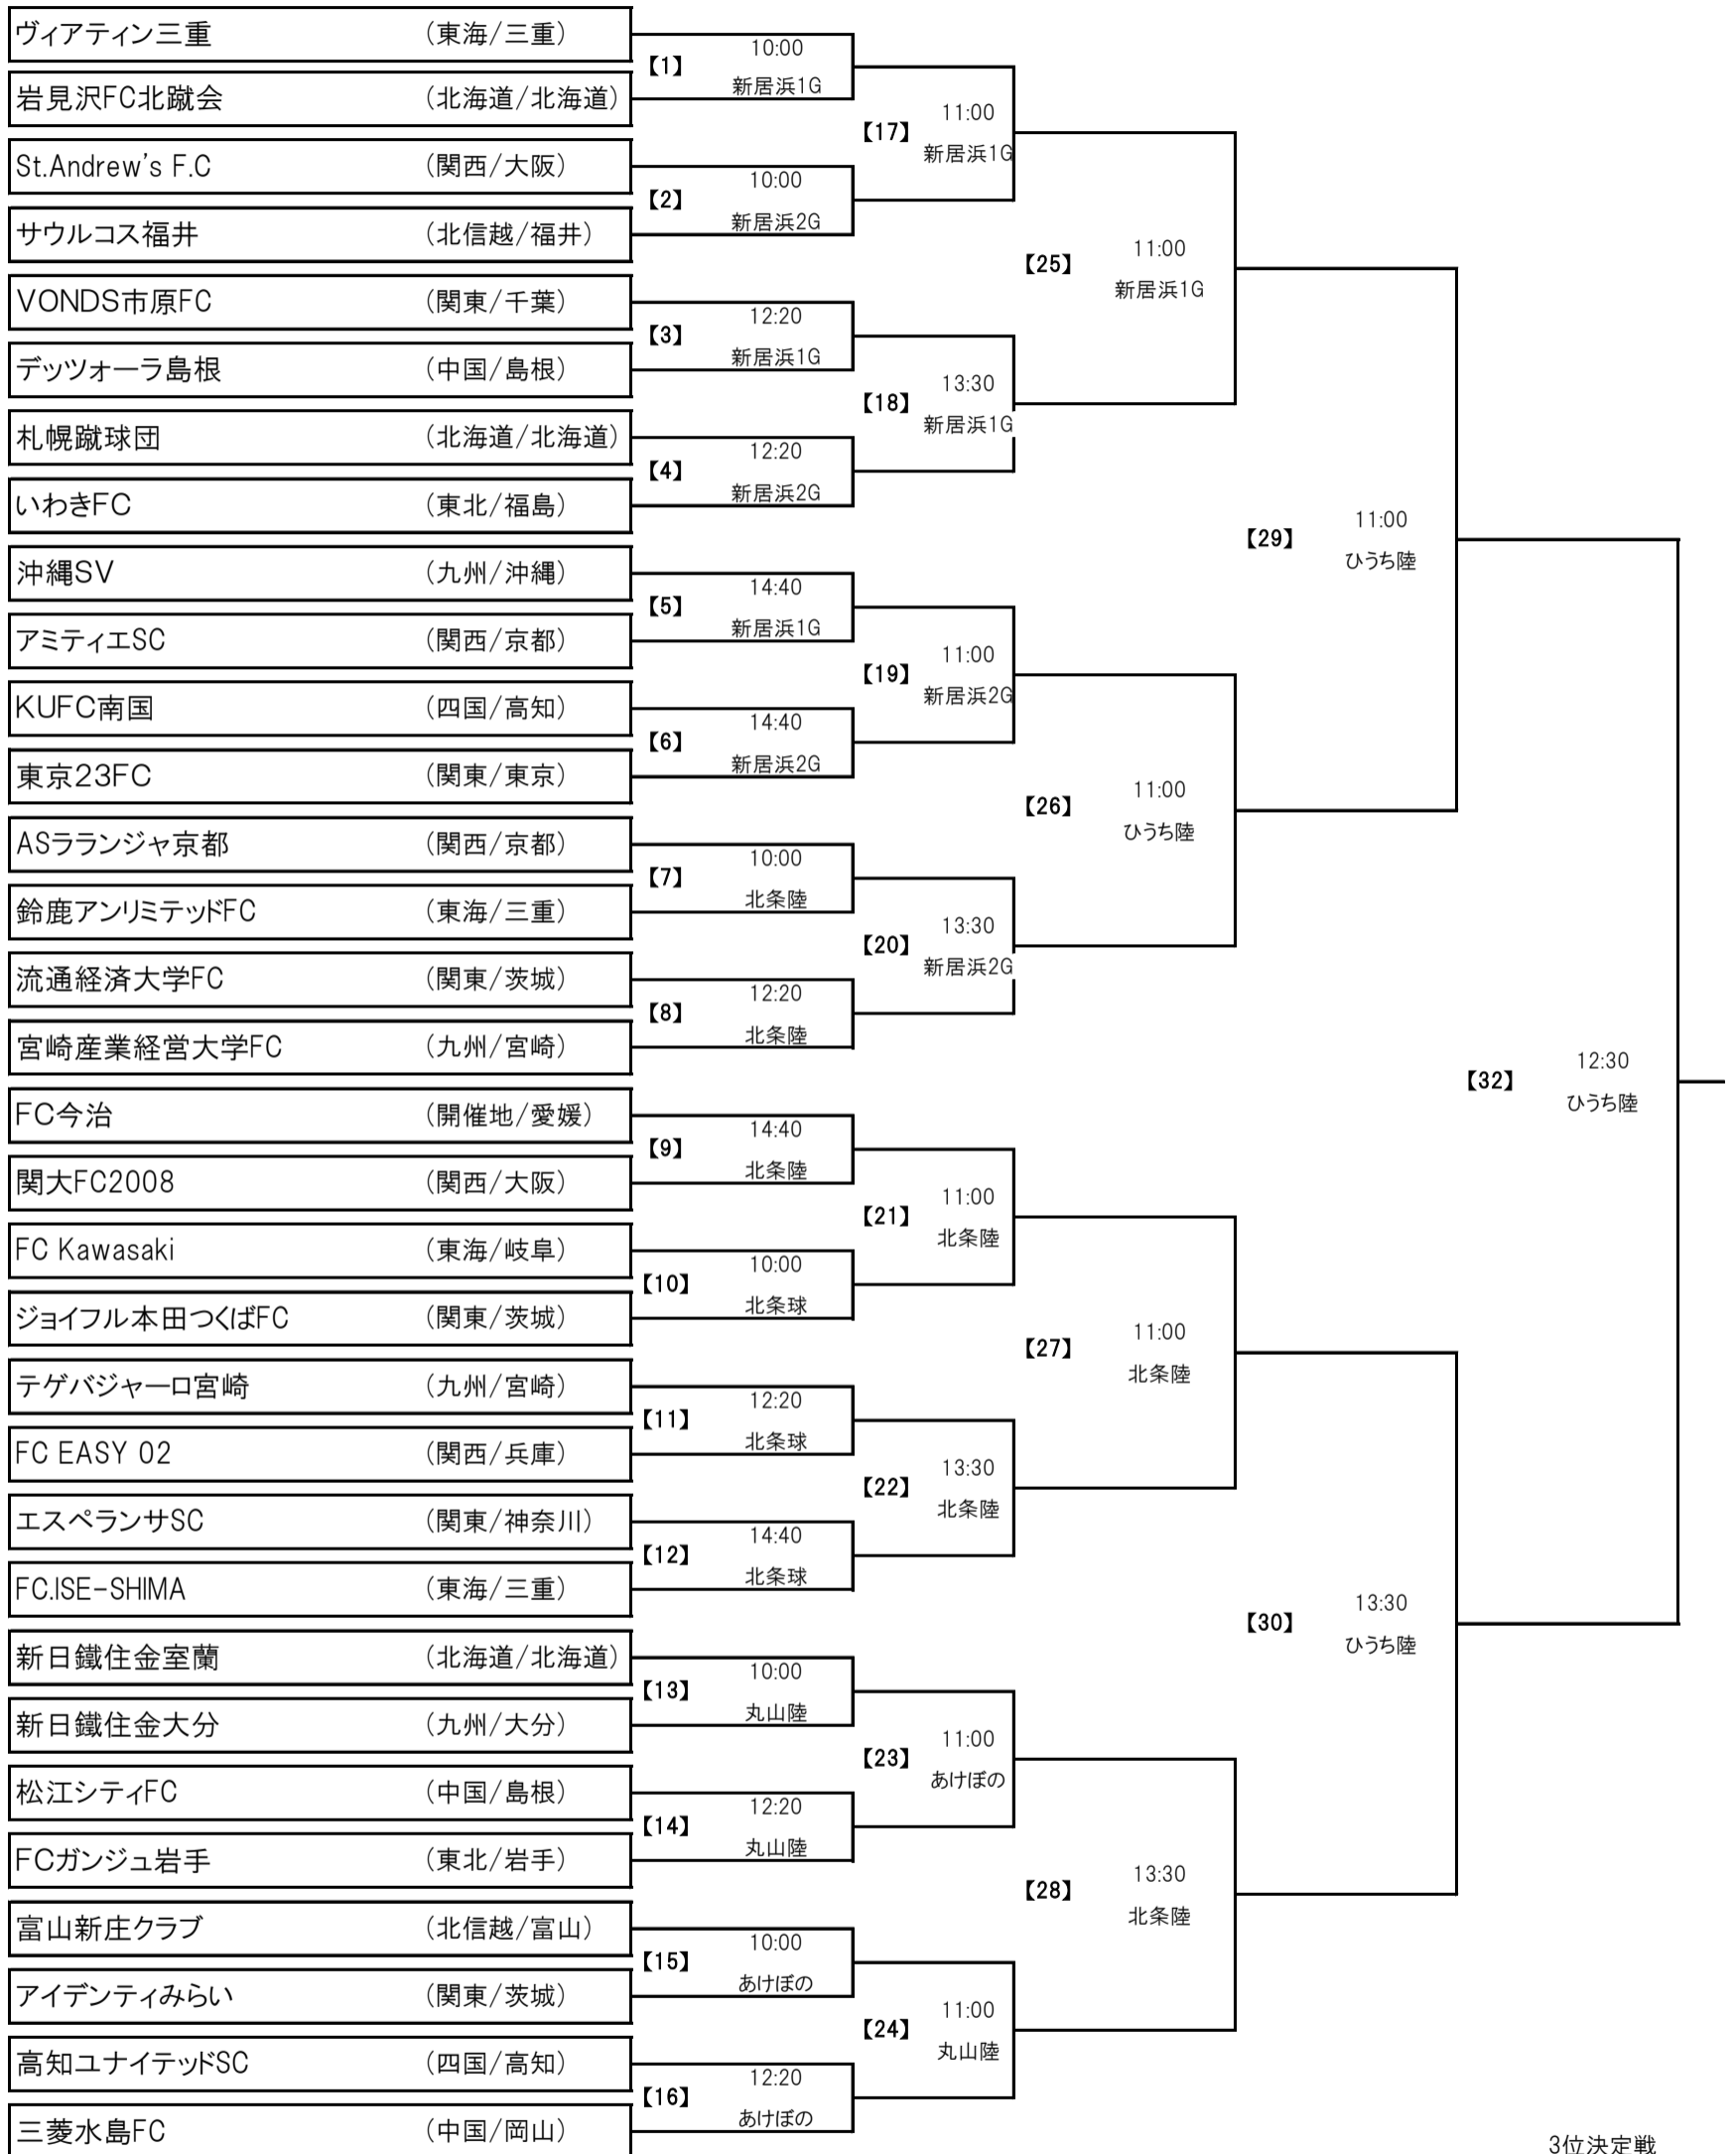 ヴィアティン三重 （東海/三重）
【1】 10:00
新居浜1G
岩見沢FC北蹴会 （北海道/北海道）
【17】 11:00
新居浜1G
St.Andrew's F.C （関西/大阪）
【2】 10:00
新居浜2G
サウルコス福井 （北信越/福井）
【25】 11:00
新居浜1G
VONDS市原FC （関東/千葉）
【3】 12:20
新居浜1G
デッツォーラ島根 （中国/島根）
【18】 13:30
新居浜1G
札幌蹴球団 （北海道/北海道）
【4】 12:20
新居浜2G
いわきFC （東北/福島）
【29】 11:00
ひうち陸
沖縄SV （九州/沖縄）
【5】 14:40
新居浜1G
アミティエSC （関西/京都）
【19】 11:00
新居浜2G
KUFC南国 （四国/高知）
【6】 14:40
新居浜2G
東京23FC （関東/東京）
【26】 11:00
ひうち陸
ASラランジャ京都 （関西/京都）
【7】 10:00
北条陸
鈴鹿アンリミテッドFC （東海/三重）
【20】 13:30
新居浜2G
流通経済大学FC （関東/茨城）
【8】 12:20
北条陸
宮崎産業経営大学FC （九州/宮崎）
【32】 12:30
ひうち陸
FC今治 （開催地/愛媛）
【9】 14:40
北条陸
関大FC2008 （関西/大阪）
【21】 11:00
北条陸
FC Kawasaki （東海/岐阜）
【10】 10:00
北条球
ジョイフル本田つくばFC （関東/茨城）
【27】 11:00
北条陸
テゲバジャーロ宮崎 （九州/宮崎）
【11】 12:20
北条球
FC EASY 02 （関西/兵庫）
【22】 13:30
北条陸
エスペランサSC （関東/神奈川）
【12】 14:40
北条球
FC.ISE-SHIMA （東海/三重）
【30】 13:30
ひうち陸
新日鐵住金室蘭 （北海道/北海道）
【13】 10:00
丸山陸
新日鐵住金大分 （九州/大分）
【23】 11:00
あけぼの
松江シティFC （中国/島根）
【14】 12:20
丸山陸
FCガンジュ岩手 （東北/岩手）
【28】 13:30
北条陸
富山新庄クラブ （北信越/富山）
【15】 10:00
あけぼの
アイデンティみらい （関東/茨城）
【24】 11:00
丸山陸
高知ユナイテッドSC （四国/高知）
【16】 12:20
あけぼの
三菱水島FC （中国/岡山）
3位決定戦